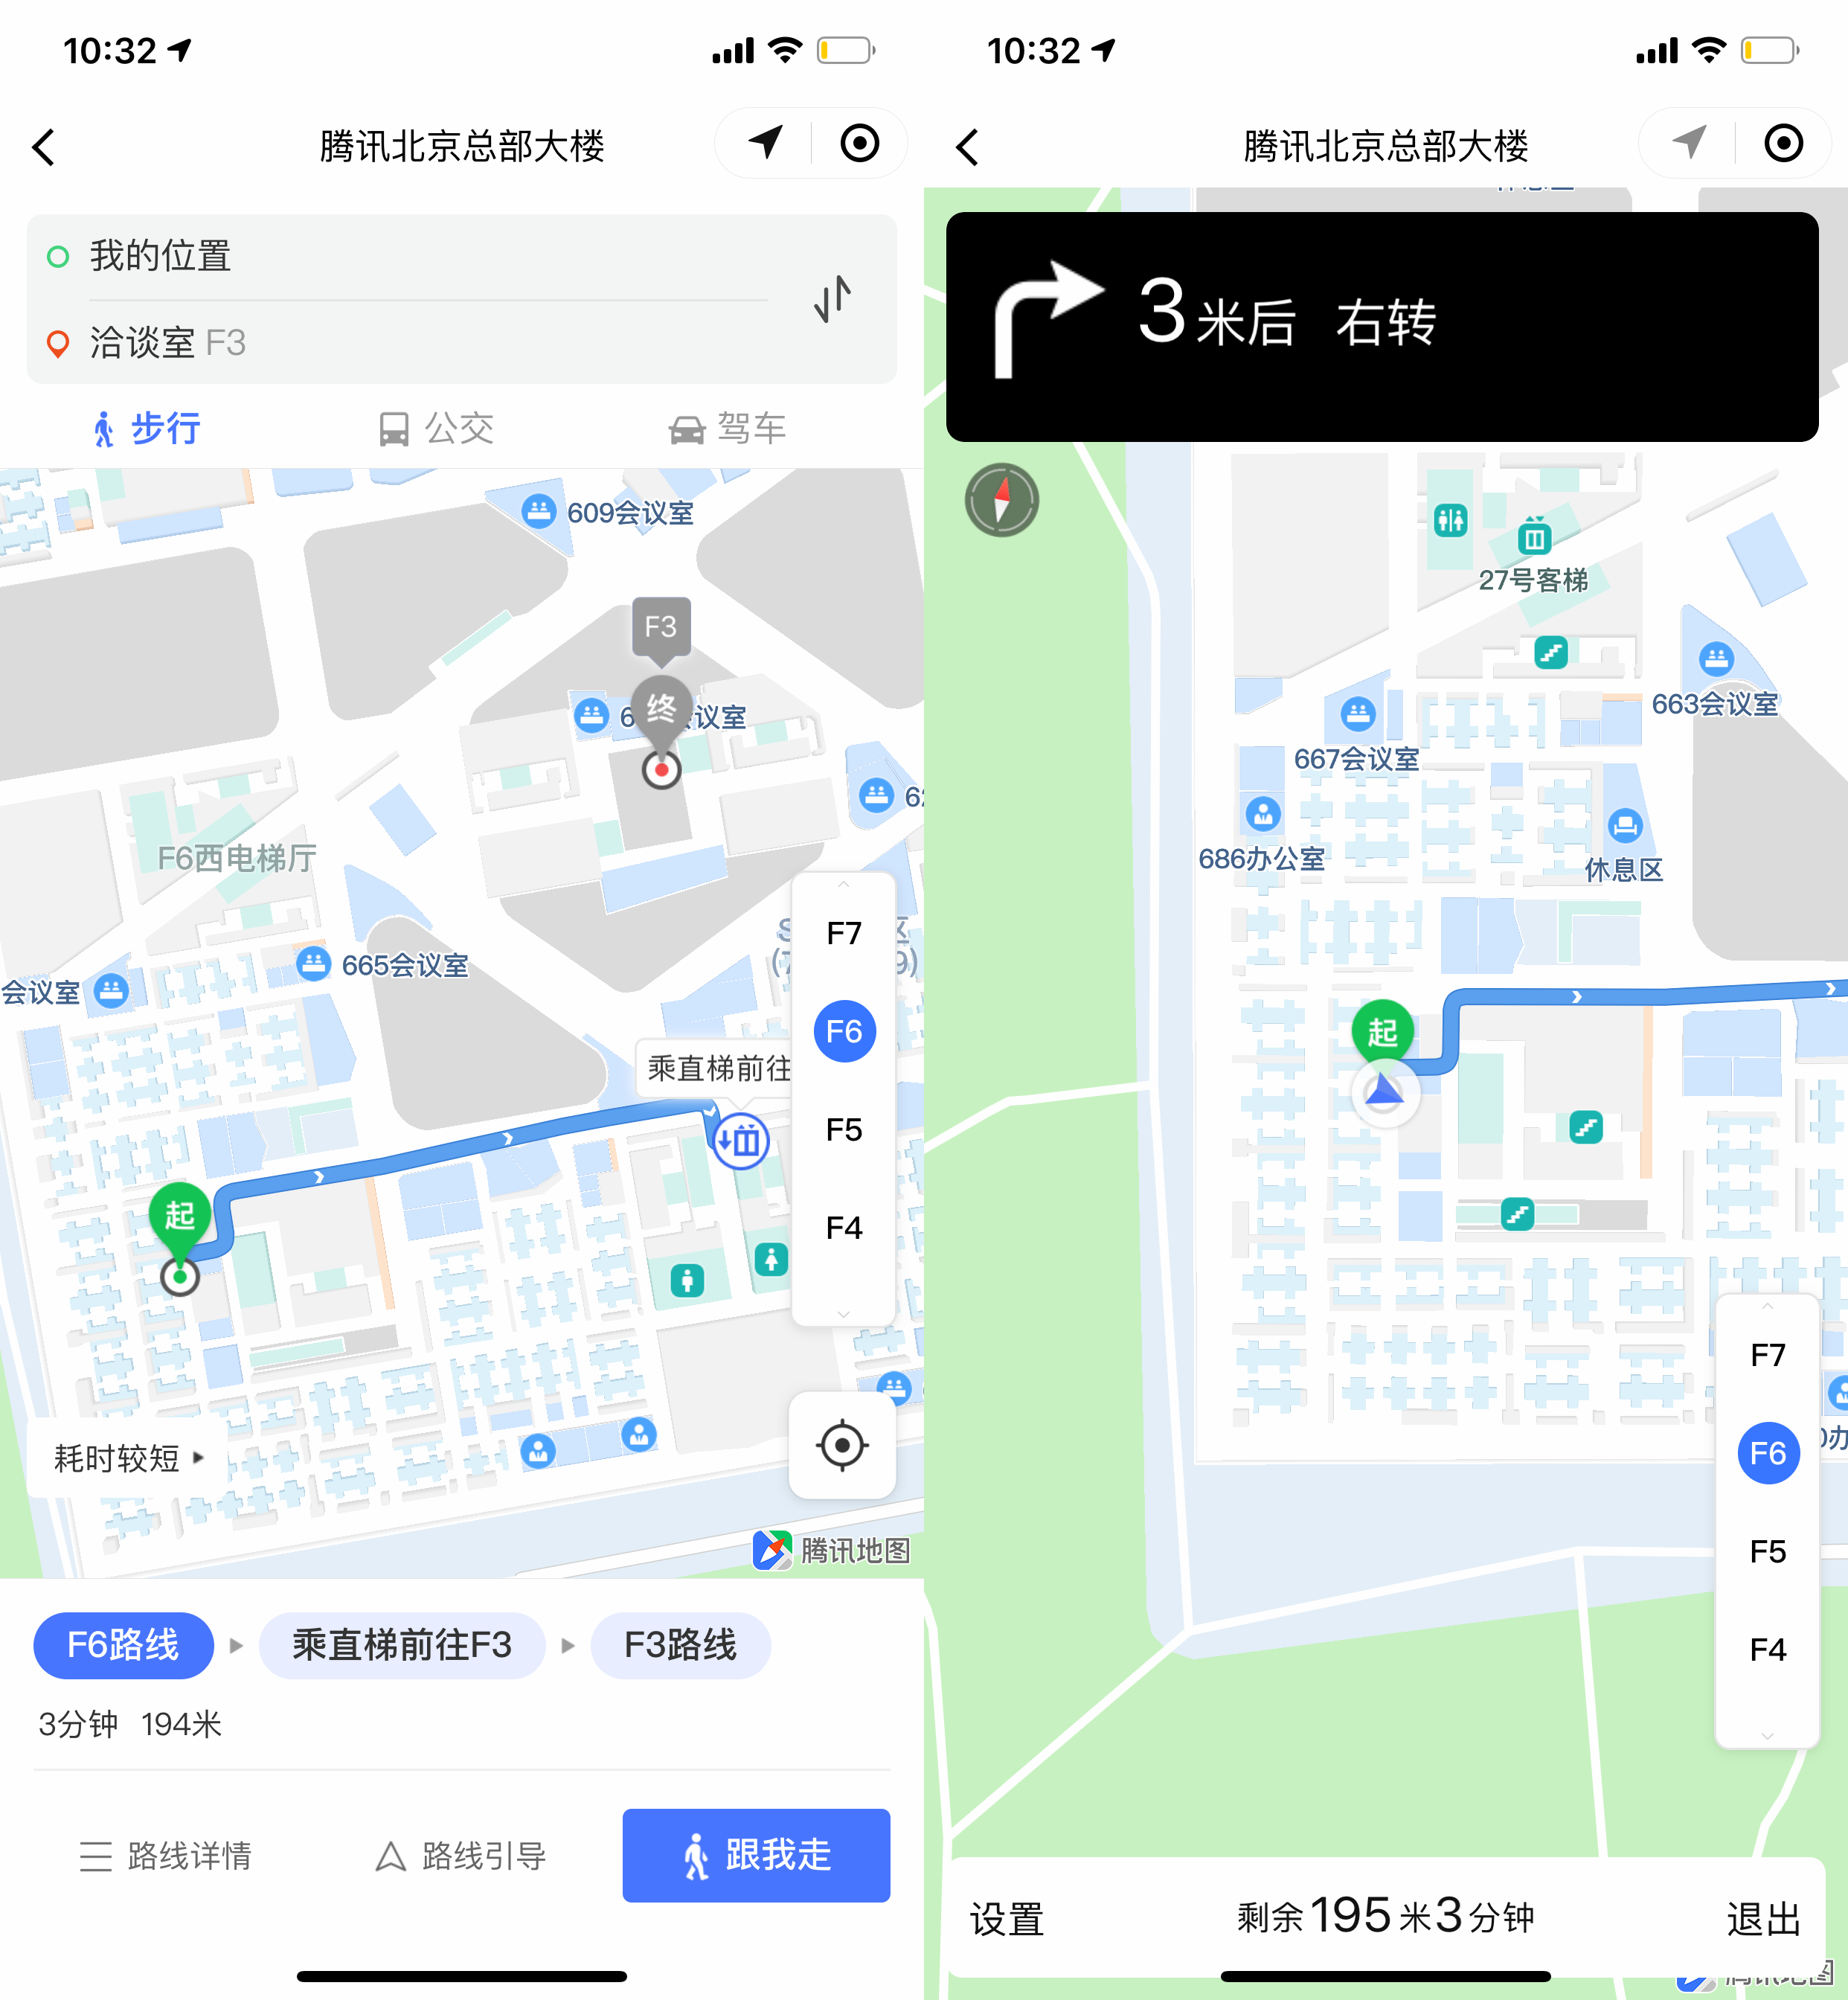 10:32
腾讯北京总部大楼
我的位置
洽谈室 F3
步行
公交
驾车
609会议室
F3
终
议室
F6西电梯厅
665会议室
会议室
乘直梯前往
起
F7
F6
F5
F4
耗时较短
腾讯地图
F6路线
乘直梯前往F3
F3路线
3分钟 194米
路线详情
路线引导
跟我走
10:32
腾讯北京总部大楼
3米后 右转
27号客梯
663会议室
667会议室
686办公室
休息区
起
F7
F6
F5
F4
设置
剩余195米3分钟
退出
腾讯地图